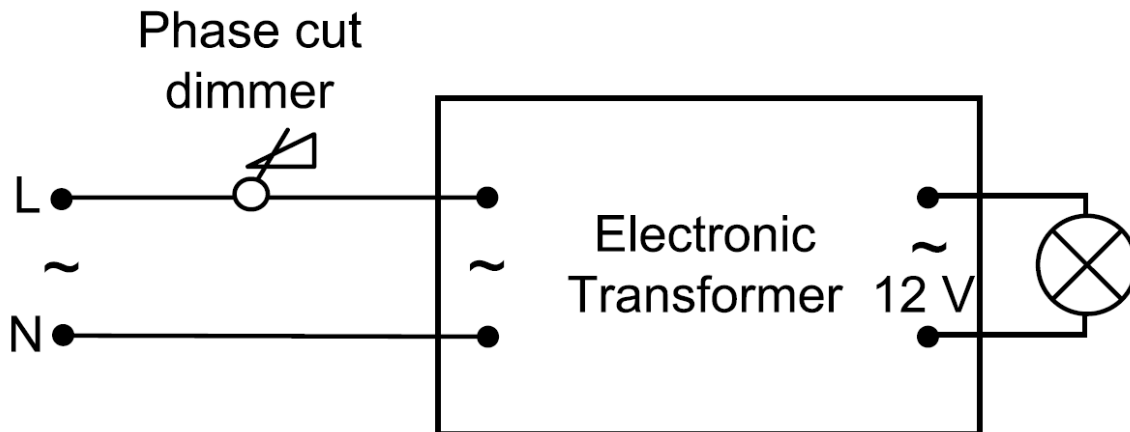 Phase cut
dimmer
L
~
N
~
Electronic
Transformer
~
12 V